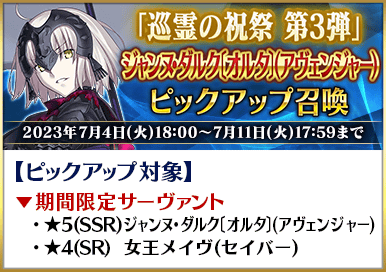 「巡霊の祝祭 第3弾」
ジャンヌ・ダルク〔オルタ〕(アヴェンジャー)
ピックアップ召喚
2023年7月4日(火)18:00～7月11日(火)17:59まで
【ピックアップ対象】
▼期間限定サーヴァント
・★5(SSR)ジャンヌ・ダルク〔オルタ〕(アヴェンジャー)
・★4(SR) 女王メイヴ(セイバー)